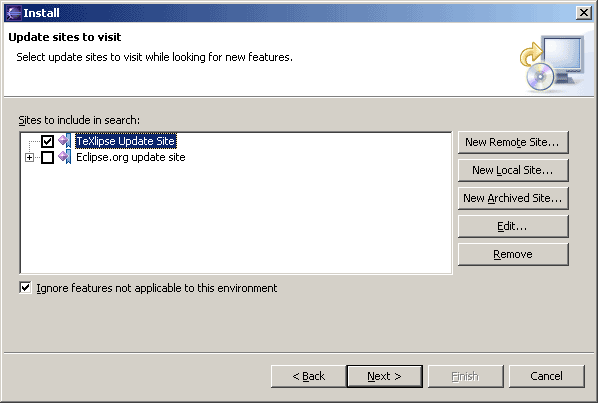 Install
Update sites to visit
Select update sites to visit while looking for new features.
Sites to include in search:
TeXlipse Update Site
Eclipse.org update site
New Remote Site...
New Local Site...
New Archived Site...
Edit...
Remove
Ignore features not applicable to this environment
< Back
Next >
Finish
Cancel